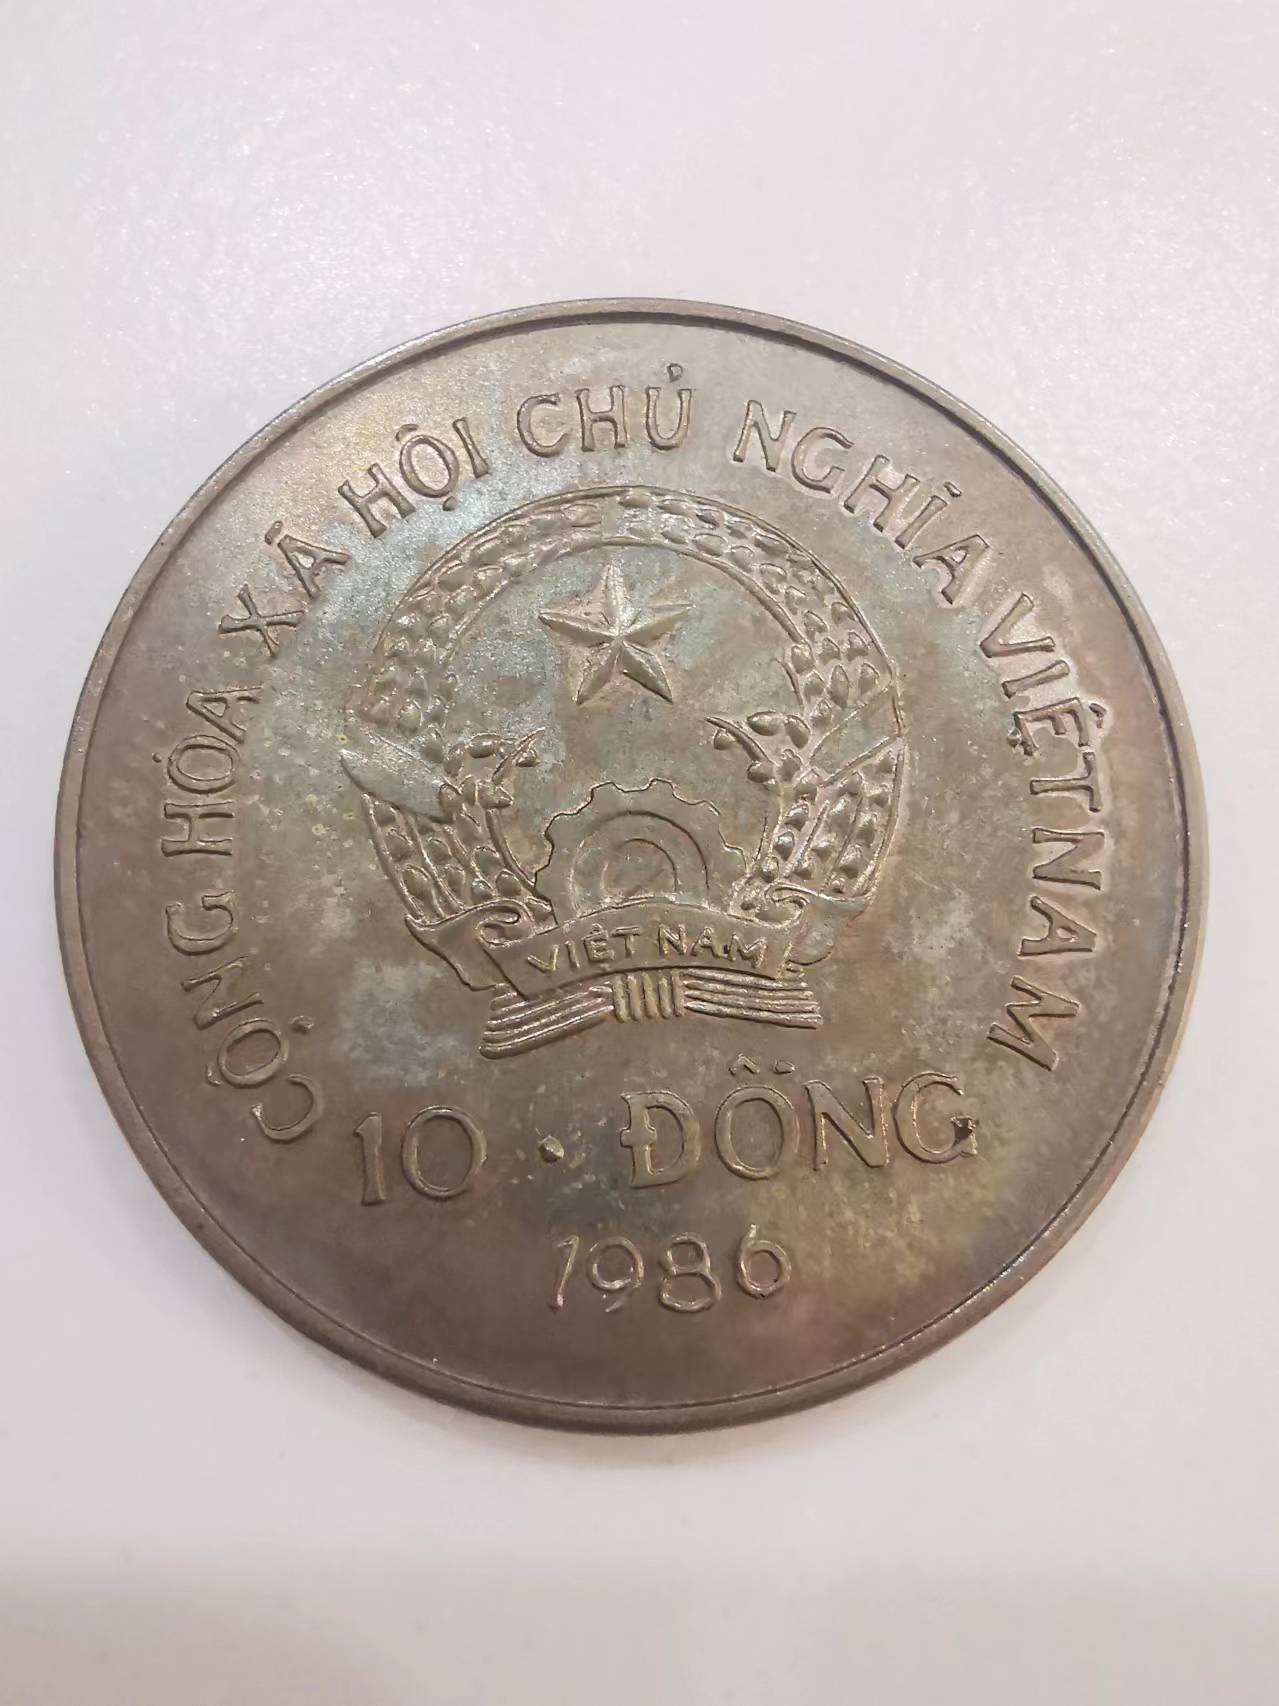 CỘNG HÒA XÃ HỘI CHỦ NGHĨA VIỆT NAM
VIỆT NAM
10 · ĐỒNG
1986